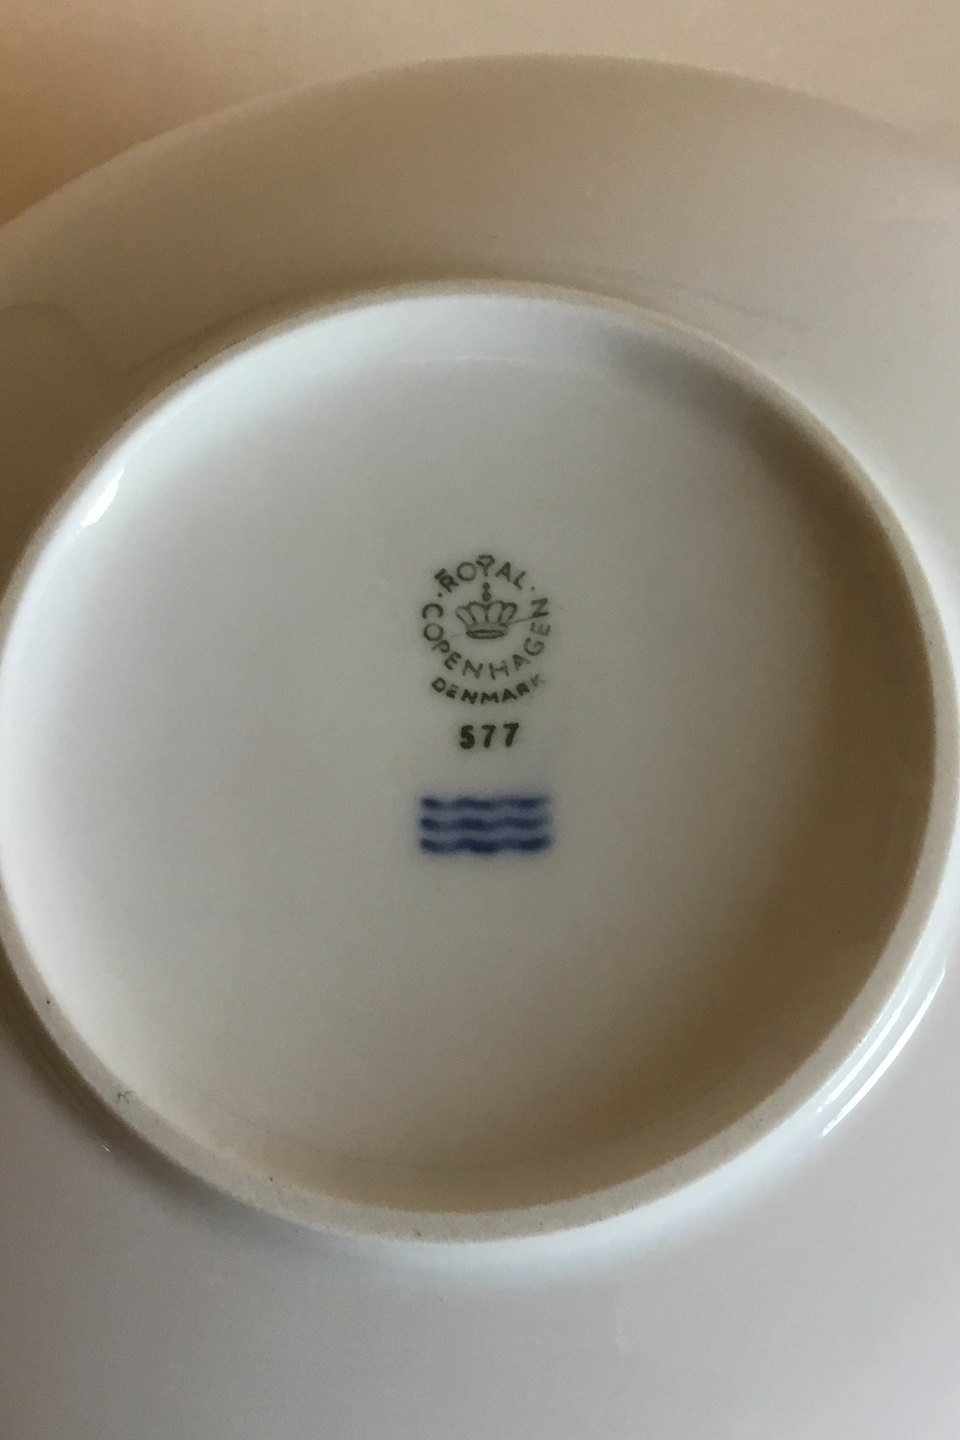 ROYAL
COPENHAGEN
DENMARK
577